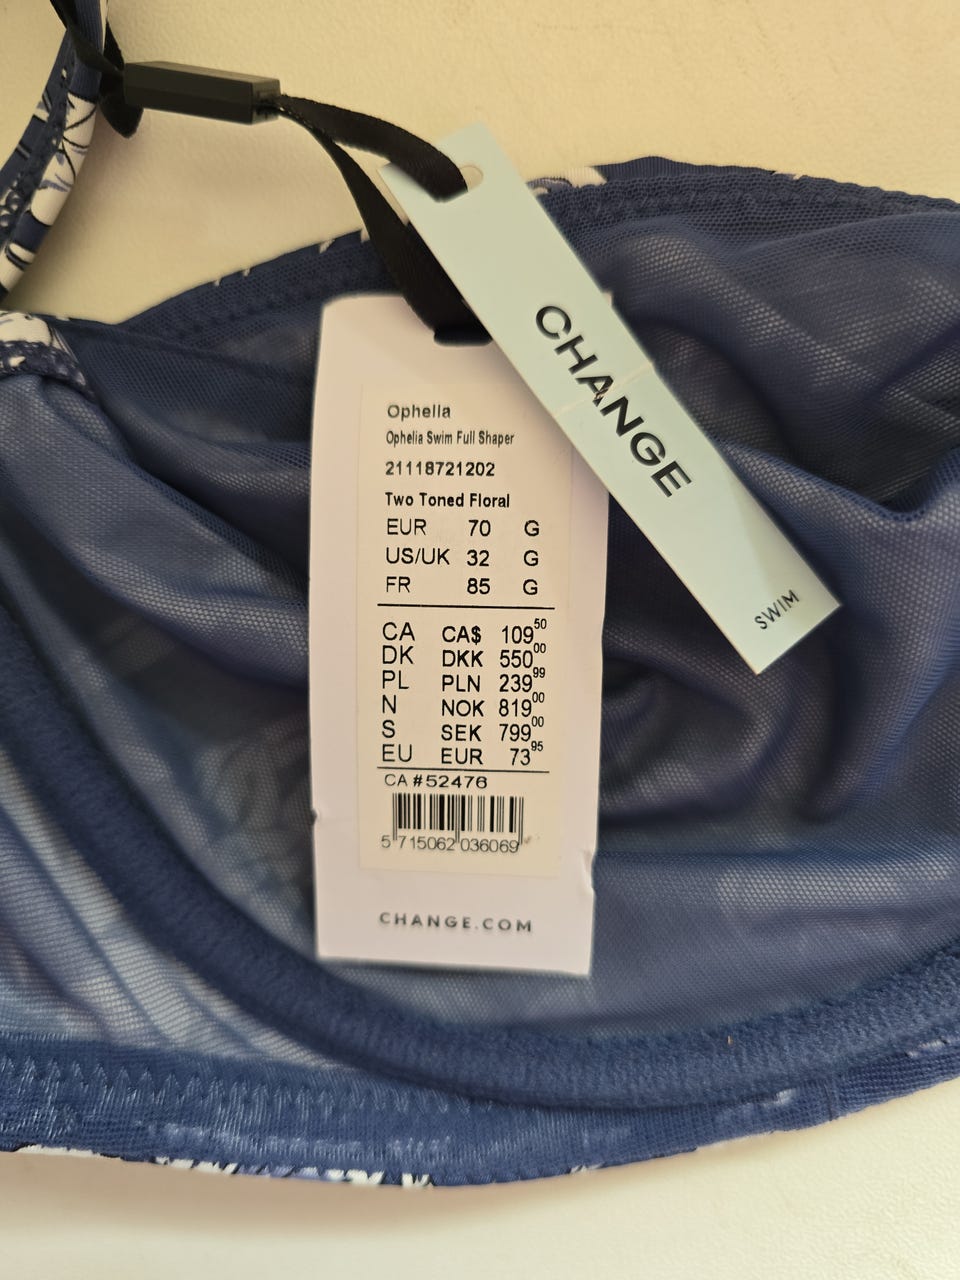 CHANGE
SWIM
Ophelia
Ophelia Swim Full Shaper
21118721202
Two Toned Floral
EUR 70 G
US/UK 32 G
FR 85 G
CA CA$ 109⁵⁰
DK DKK 550⁰⁰
PL PLN 239⁹⁹
N NOK 819⁰⁰
S SEK 799⁰⁰
EU EUR 73⁹⁵
CA #52476
5 715062 036069
CHANGE.COM